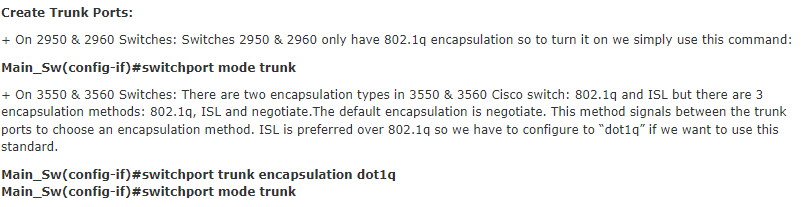 Create Trunk Ports:
+ On 2950 & 2960 Switches: Switches 2950 & 2960 only have 802.1q encapsulation so to turn it on we simply use this command:
Main_Sw(config-if)#switchport mode trunk
+ On 3550 & 3560 Switches: There are two encapsulation types in 3550 & 3560 Cisco switch: 802.1q and ISL but there are 3
encapsulation methods: 802.1q, ISL and negotiate.The default encapsulation is negotiate. This method signals between the trunk
ports to choose an encapsulation method. ISL is preferred over 802.1q so we have to configure to “dot1q” if we want to use this
standard.
Main_Sw(config-if)#switchport trunk encapsulation dot1q
Main_Sw(config-if)#switchport mode trunk